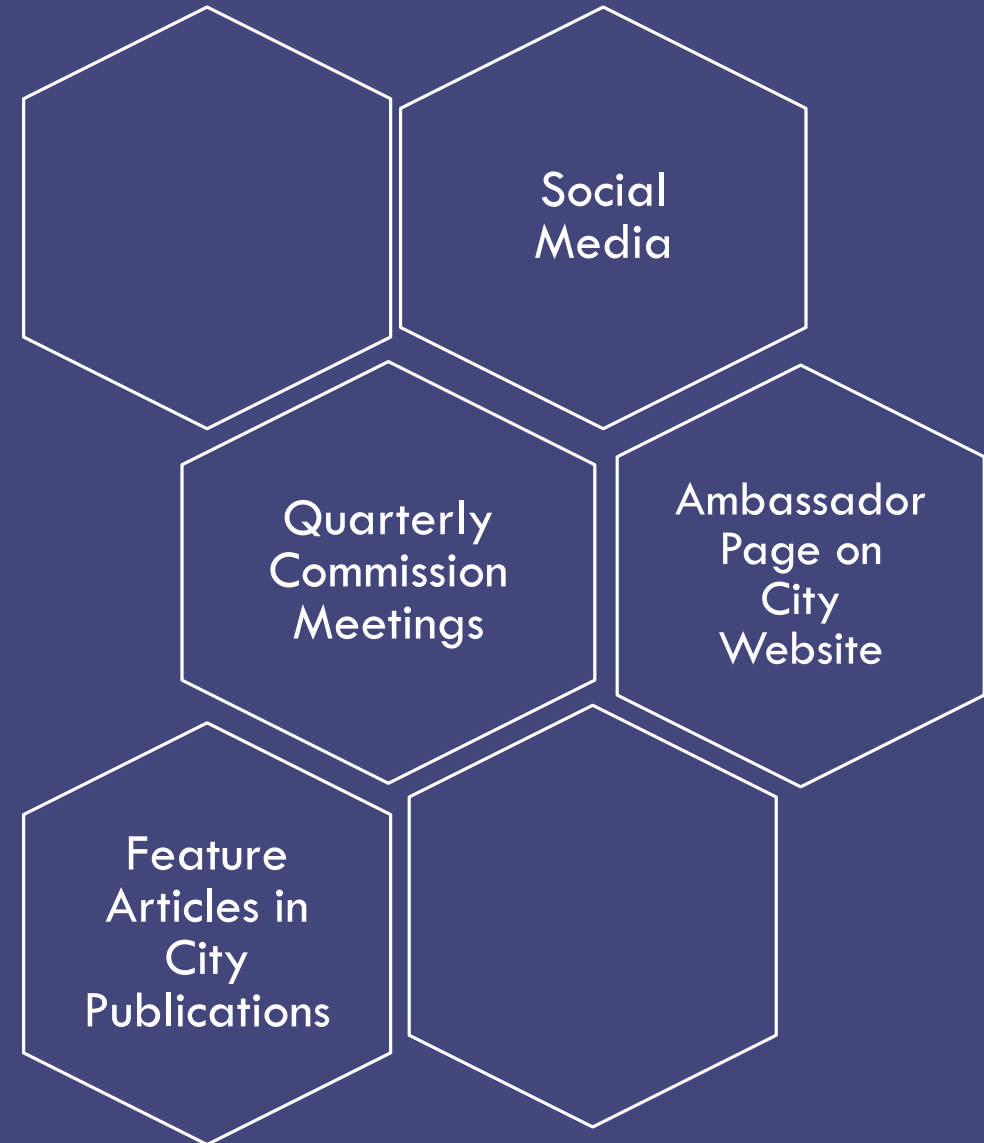 Social
Media
Quarterly
Commission
Meetings
Ambassador
Page on
City
Website
Feature
Articles in
City
Publications